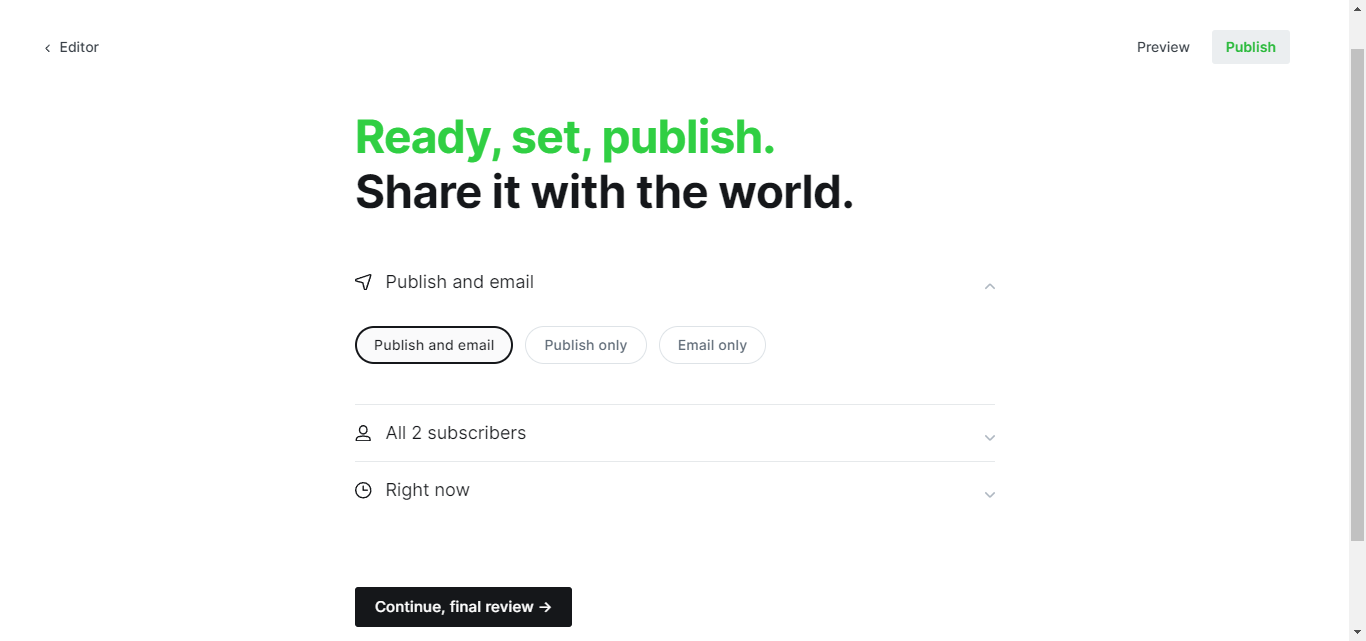 Editor
Preview
Publish
Ready, set, publish.
Share it with the world.
Publish and email
Publish and email
Publish only
Email only
All 2 subscribers
Right now
Continue, final review →